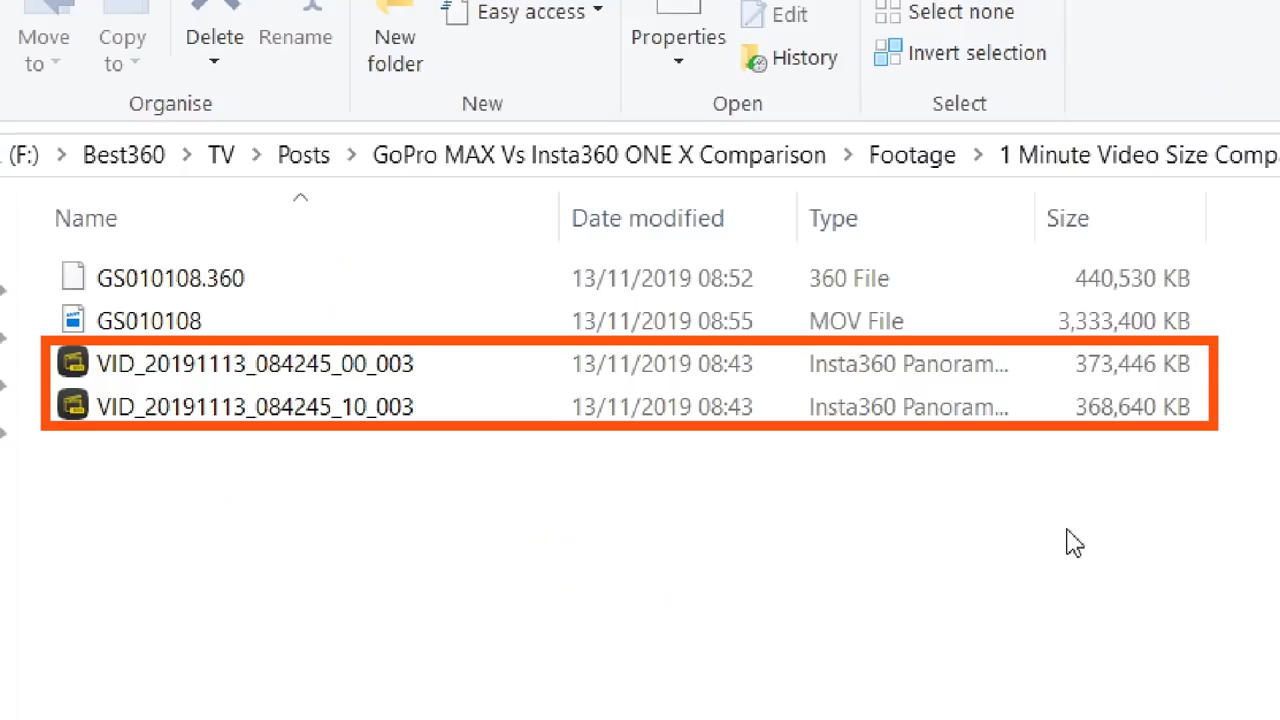 Move to
Copy to
Delete
Rename
Organise
New folder
Easy access
New
Properties
Edit
History
Open
Select none
Invert selection
Select
(F:) > Best360 > TV > Posts > GoPro MAX Vs Insta360 ONE X Comparison > Footage > 1 Minute Video Size Comp
Name Date modified Type Size
GS010108.360 13/11/2019 08:52 360 File 440,530 KB
GS010108 13/11/2019 08:55 MOV File 3,333,400 KB
VID_20191113_084245_00_003 13/11/2019 08:43 Insta360 Panoram... 373,446 KB
VID_20191113_084245_10_003 13/11/2019 08:43 Insta360 Panoram... 368,640 KB